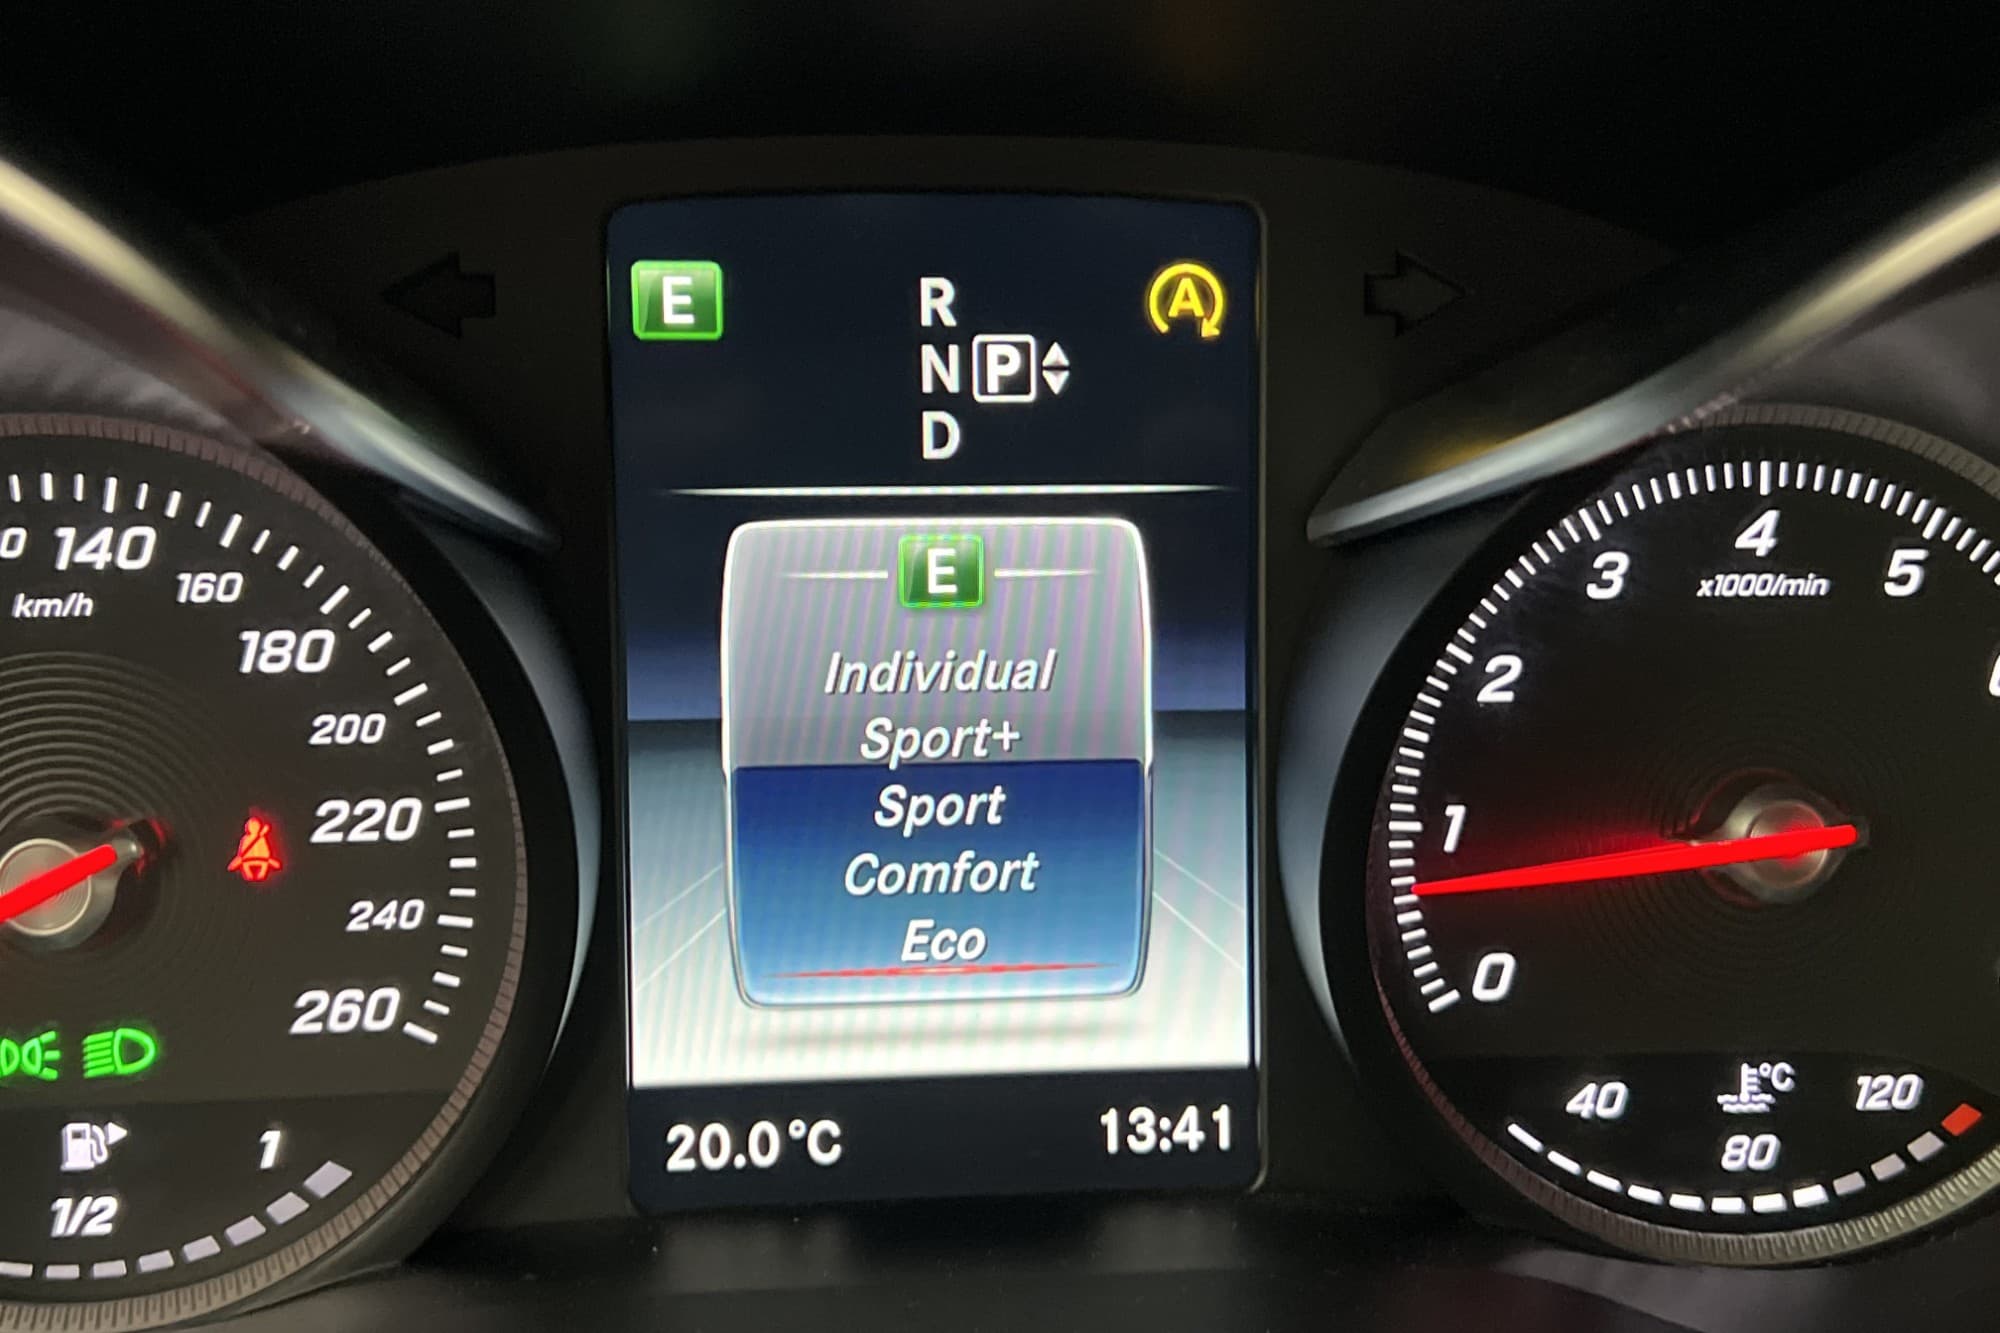 E
R
N P
D
A
E
Individual
Sport+
Sport
Comfort
Eco
20.0°C
13:41
140
160
km/h
180
200
220
240
260
1
1/2
0
1
2
3
4
5
x1000/min
40
°C
120
80